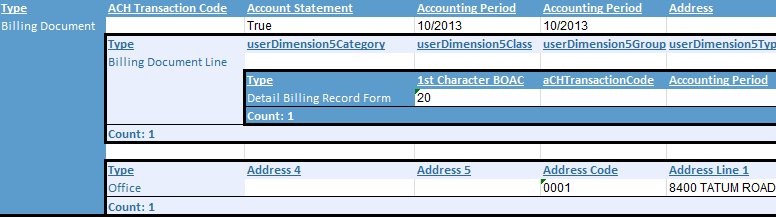 Type ACH Transaction Code Account Statement Accounting Period Accounting Period Address
Billing Document True 10/2013 10/2013
Type userDimension5Category userDimension5Class userDimension5Group userDimension5Typ
Billing Document Line
Type 1st Character BOAC aCHTransactionCode Accounting Period
Detail Billing Record Form 20
Count: 1
Count: 1
Type Address 4 Address 5 Address Code Address Line 1
Office 0001 8400 TATUM ROAD
Count: 1